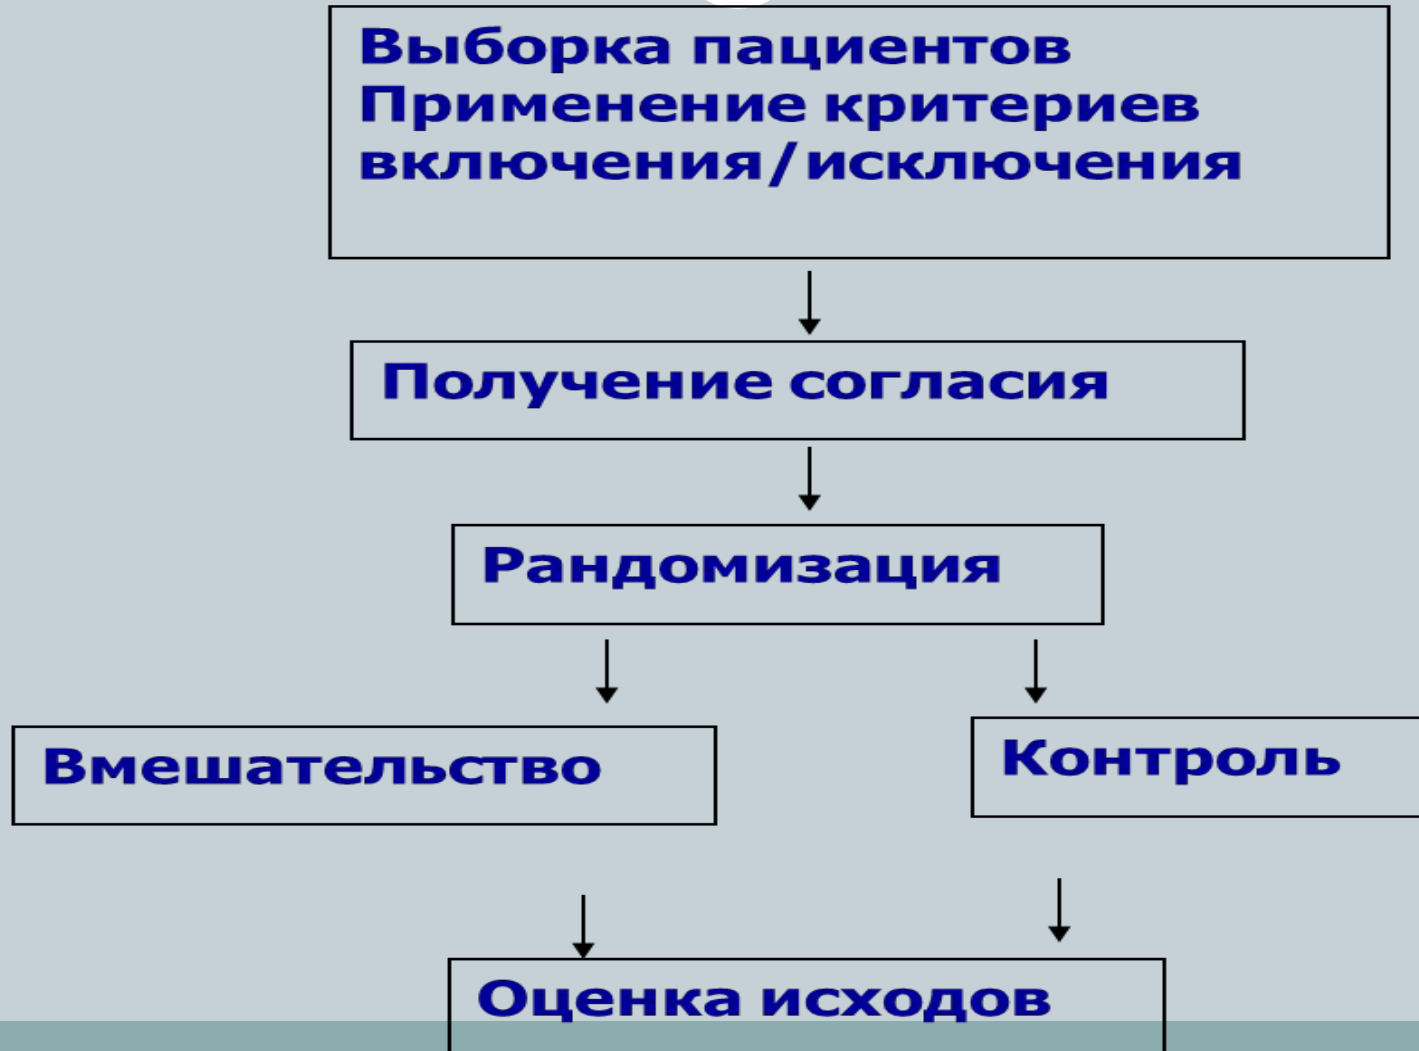 Выборка пациентов
Применение критериев
включения/исключения
Получение согласия
Рандомизация
Вмешательство
Контроль
Оценка исходов